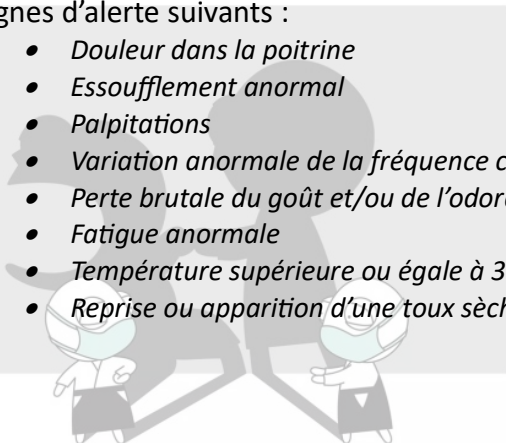 gnes d’alerte suivants :
• Douleur dans la poitrine
• Essoufflement anormal
• Palpitations
• Variation anormale de la fréquence c
• Perte brutale du goût et/ou de l’odor
• Fatigue anormale
• Température supérieure ou égale à 3
• Reprise ou apparition d’une toux sèch